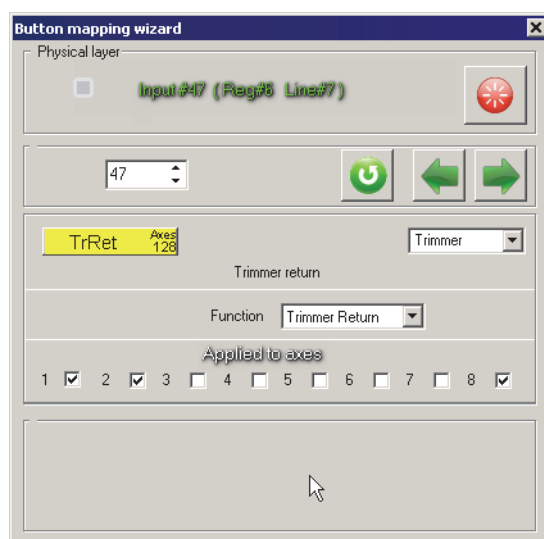 Button mapping wizard
Physical layer
Input#47 (Reg#6 Line#7)
47
TrRet Axes 128
Trimmer
Trimmer return
Function Trimmer Return
Applied to axes
1 2 3 4 5 6 7 8